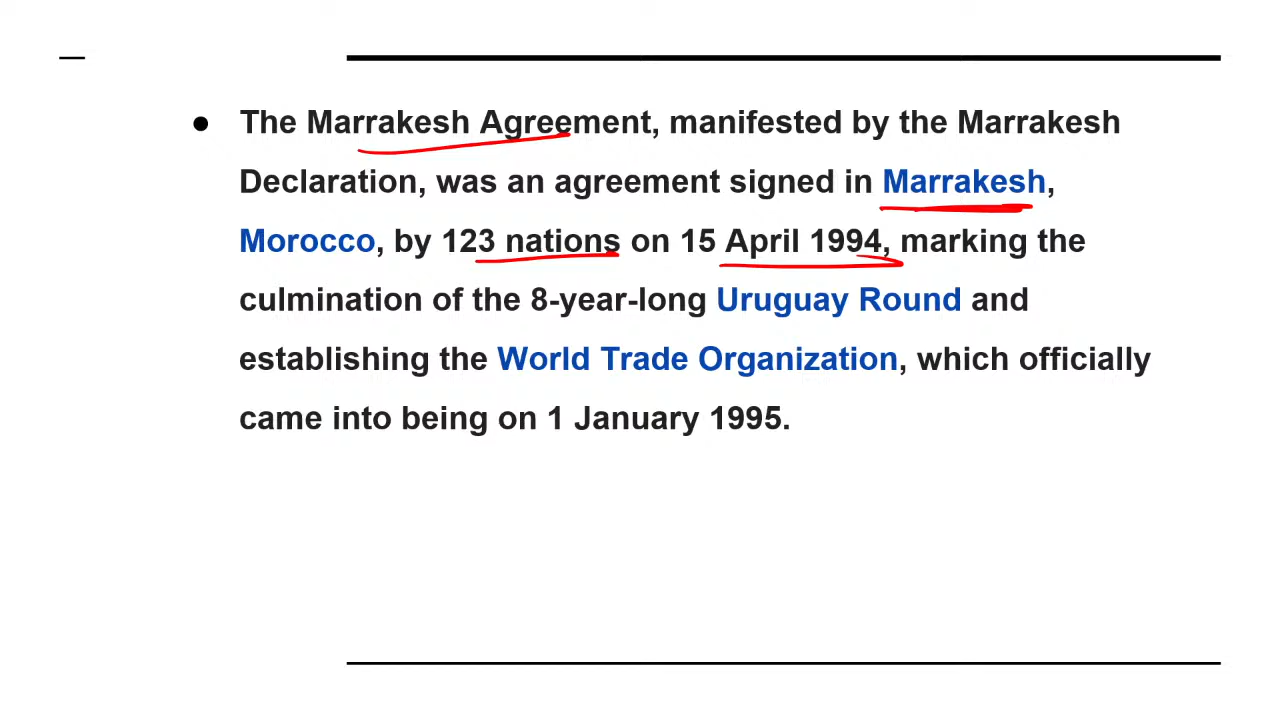 ● The Marrakesh Agreement, manifested by the Marrakesh
Declaration, was an agreement signed in Marrakesh,
Morocco, by 123 nations on 15 April 1994, marking the
culmination of the 8-year-long Uruguay Round and
establishing the World Trade Organization, which officially
came into being on 1 January 1995.